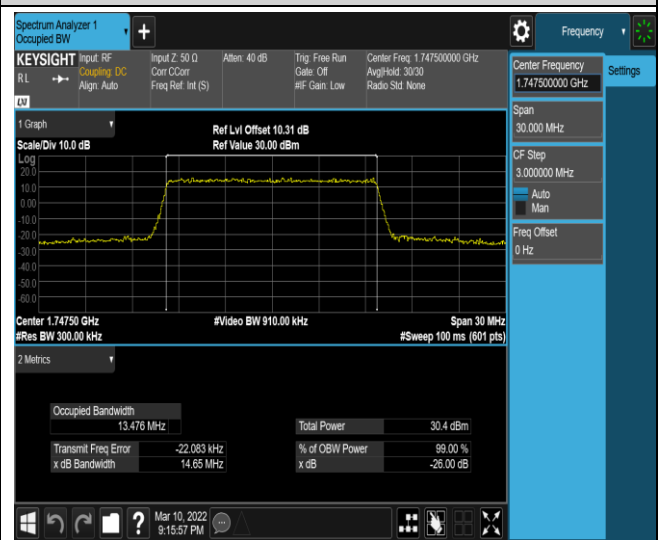 Spectrum Analyzer 1
Occupied BW
Frequency
KEYSIGHT Input: RF
RL Coupling: DC
Align: Auto
LXI
Input Z: 50 Ω
Corr CCorr
Freq Ref: Int (S)
Atten: 40 dB
Trig: Free Run
Gate: Off
#IF Gain: Low
Center Freq: 1.747500000 GHz
Avg|Hold: 30/30
Radio Std: None
Center Frequency
1.747500000 GHz
Settings
Span
30.000 MHz
CF Step
3.000000 MHz
Auto
Man
Freq Offset
0 Hz
1 Graph
Scale/Div 10.0 dB
Ref Lvl Offset 10.31 dB
Ref Value 30.00 dBm
Log
20.0
10.0
0.00
-10.0
-20.0
-30.0
-40.0
-50.0
-60.0
Center 1.74750 GHz
#Res BW 300.00 kHz
#Video BW 910.00 kHz
Span 30 MHz
#Sweep 100 ms (601 pts)
2 Metrics
Occupied Bandwidth
13.476 MHz
Total Power 30.4 dBm
Transmit Freq Error -22.083 kHz
% of OBW Power 99.00 %
x dB Bandwidth 14.65 MHz
x dB -26.00 dB
Mar 10, 2022
9:15:57 PM